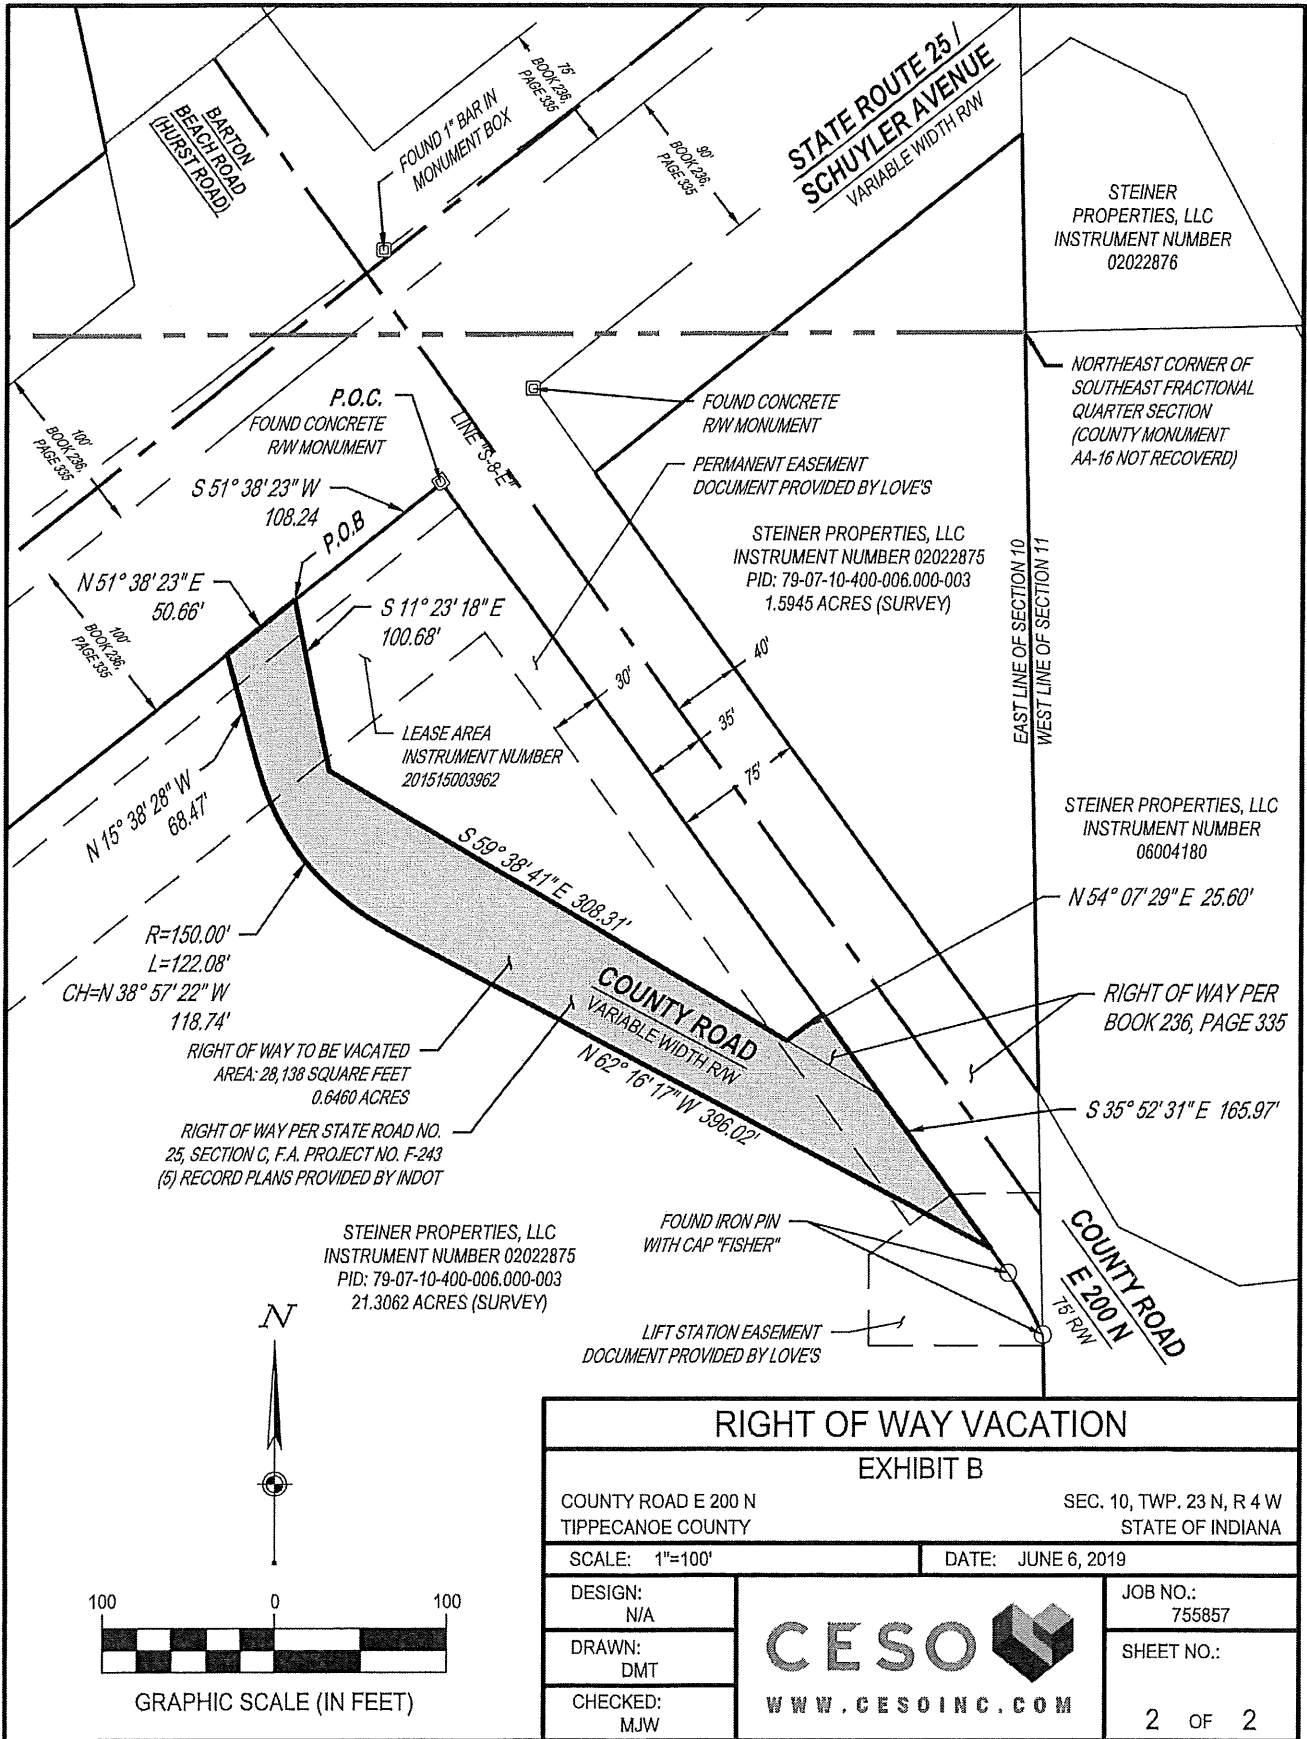 75'
BOOK 236,
PAGE 335
FOUND 1" BAR IN
MONUMENT BOX
BARTON
BEACH ROAD
(HURST ROAD)
90'
BOOK 236,
PAGE 335
STATE ROUTE 25 /
SCHUYLER AVENUE
VARIABLE WIDTH R/W
STEINER
PROPERTIES, LLC
INSTRUMENT NUMBER
02022876
NORTHEAST CORNER OF
SOUTHEAST FRACTIONAL
QUARTER SECTION
(COUNTY MONUMENT
AA-16 NOT RECOVERD)
P.O.C.
FOUND CONCRETE
R/W MONUMENT
LINE "S-8-E"
FOUND CONCRETE
R/W MONUMENT
100'
BOOK 236,
PAGE 335
PERMANENT EASEMENT
DOCUMENT PROVIDED BY LOVE'S
S 51° 38' 23" W
108.24
P.O.B
STEINER PROPERTIES, LLC
INSTRUMENT NUMBER 02022875
PID: 79-07-10-400-006.000-003
1.5945 ACRES (SURVEY)
EAST LINE OF SECTION 10
WEST LINE OF SECTION 11
N 51° 38' 23" E
50.66'
S 11° 23' 18" E
100.68'
100'
BOOK 236,
PAGE 335
40'
30'
35'
75'
LEASE AREA
INSTRUMENT NUMBER
201515003962
N 15° 38' 28" W
68.47'
STEINER PROPERTIES, LLC
INSTRUMENT NUMBER
06004180
S 59° 38' 41" E 308.31'
N 54° 07' 29" E 25.60'
R=150.00'
L=122.08'
CH=N 38° 57' 22" W
118.74'
COUNTY ROAD
VARIABLE WIDTH R/W
RIGHT OF WAY PER
BOOK 236, PAGE 335
RIGHT OF WAY TO BE VACATED
AREA: 28,138 SQUARE FEET
0.6460 ACRES
N 62° 16' 17" W 396.02'
S 35° 52' 31" E 165.97'
RIGHT OF WAY PER STATE ROAD NO.
25, SECTION C, F.A. PROJECT NO. F-243
(5) RECORD PLANS PROVIDED BY INDOT
STEINER PROPERTIES, LLC
INSTRUMENT NUMBER 02022875
PID: 79-07-10-400-006.000-003
21.3062 ACRES (SURVEY)
FOUND IRON PIN
WITH CAP "FISHER"
COUNTY ROAD
E 200 N
75' R/W
LIFT STATION EASEMENT
DOCUMENT PROVIDED BY LOVE'S
N
100 0 100
GRAPHIC SCALE (IN FEET)
RIGHT OF WAY VACATION
EXHIBIT B
COUNTY ROAD E 200 N
TIPPECANOE COUNTY
SEC. 10, TWP. 23 N, R 4 W
STATE OF INDIANA
SCALE: 1"=100'
DATE: JUNE 6, 2019
DESIGN:
N/A
DRAWN:
DMT
CHECKED:
MJW
CESO
WWW.CESOINC.COM
JOB NO.:
755857
SHEET NO.:
2 OF 2